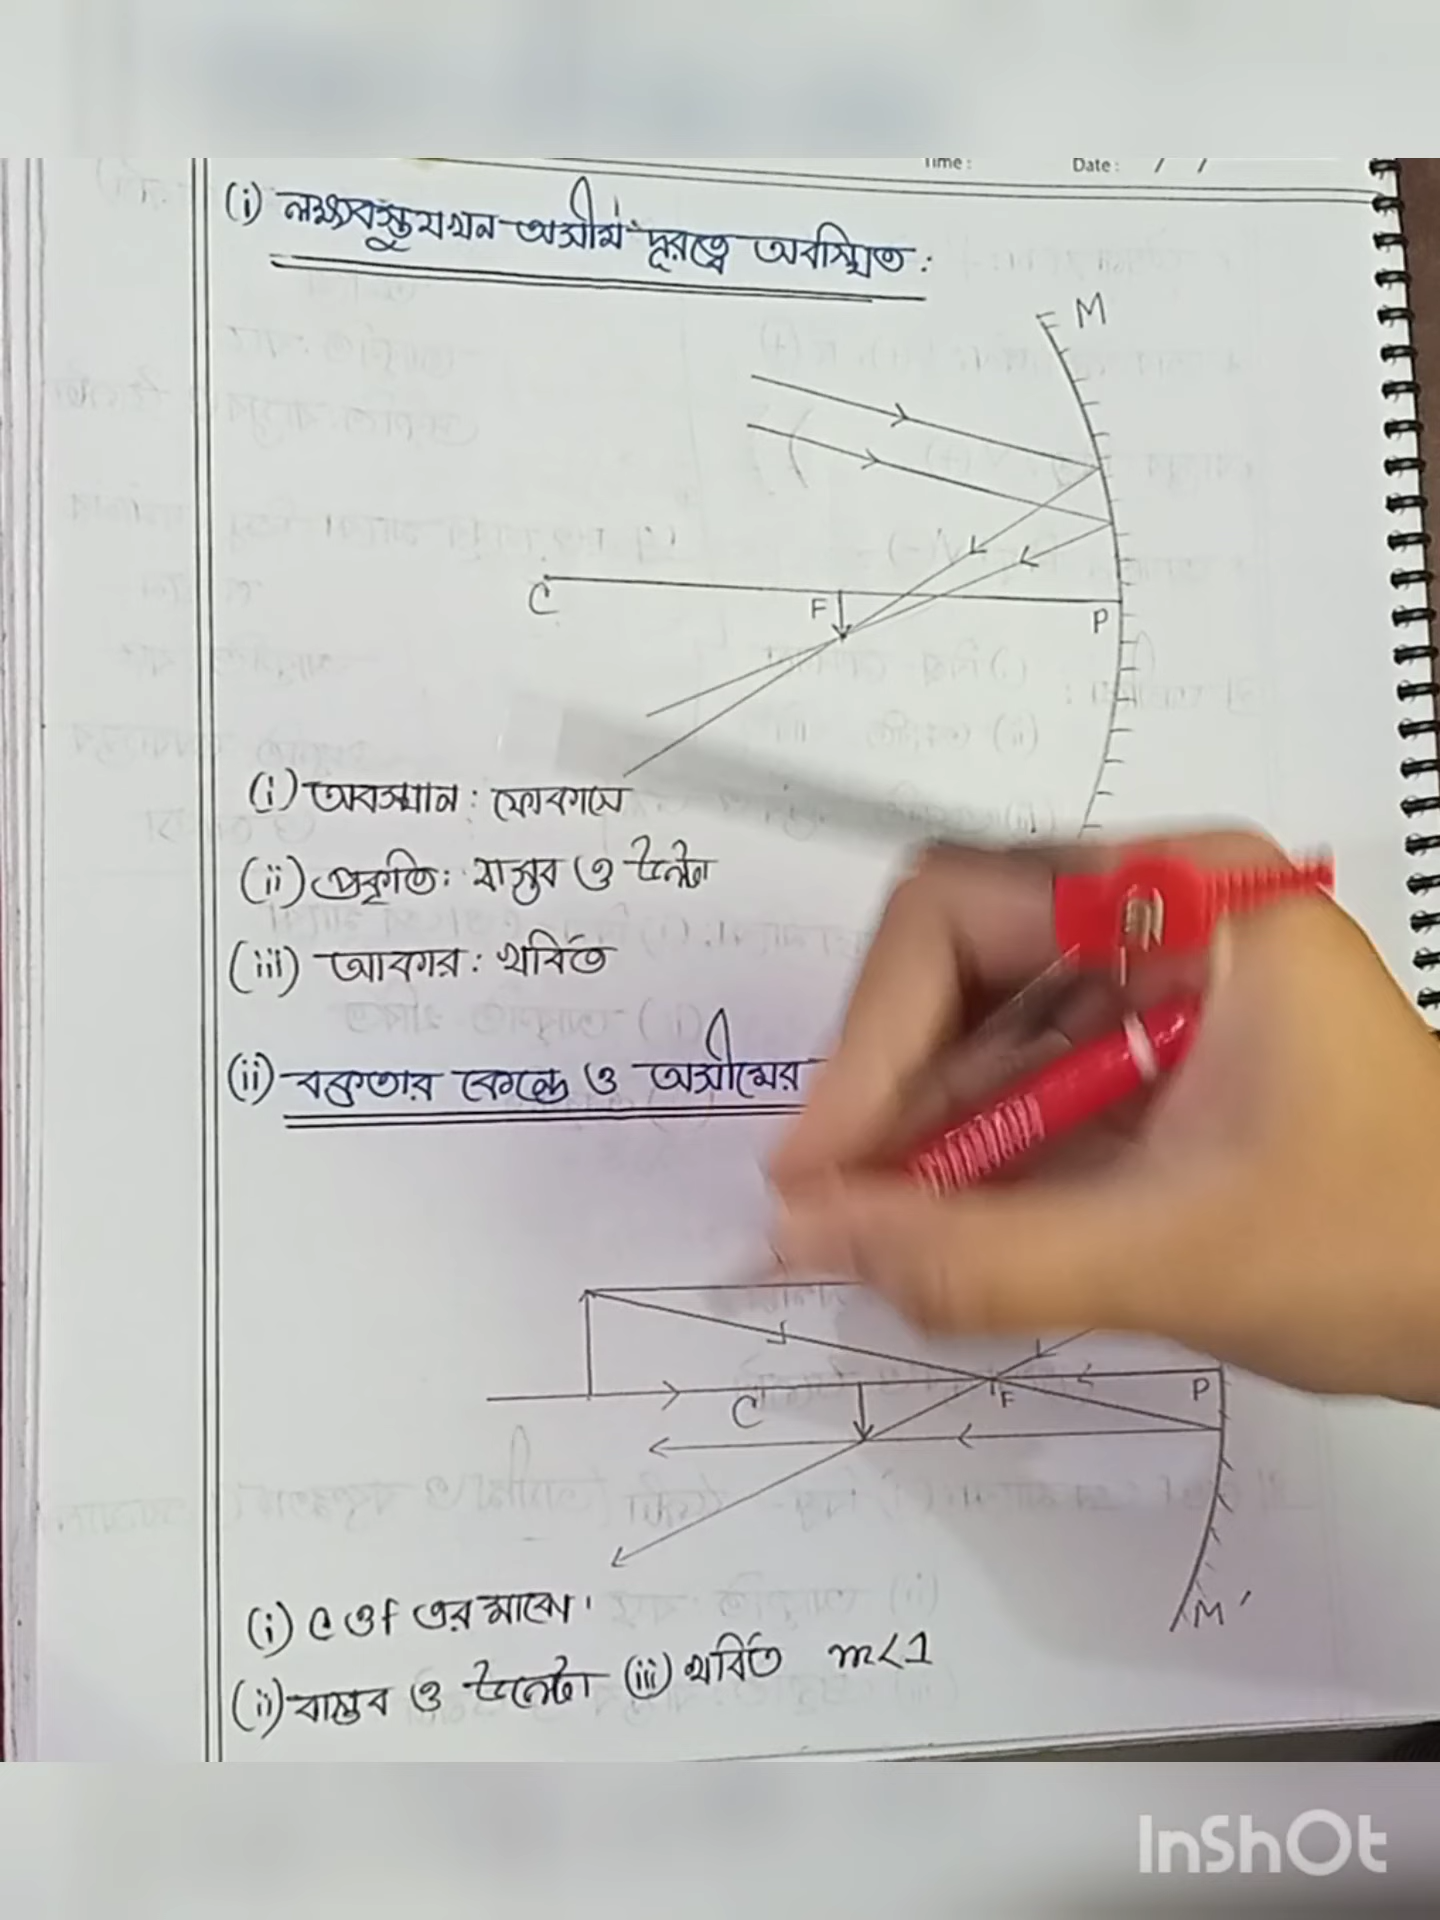 Time : Date : / /
(i) লক্ষ্যবস্তু যখন অসীম দূরত্বে অবস্থিত :
M
C F P
(i) অবস্থান : ফোকাসে
(ii) প্রকৃতি : বাস্তব ও উল্টো
(iii) আকার : খর্বিত
(ii) বক্রতার কেন্দ্রে ও অসীমের
C F P
M'
(i) C ও f এর মাঝে ।
(ii) বাস্তব ও উল্টো (iii) খর্বিত m<1
InShOt